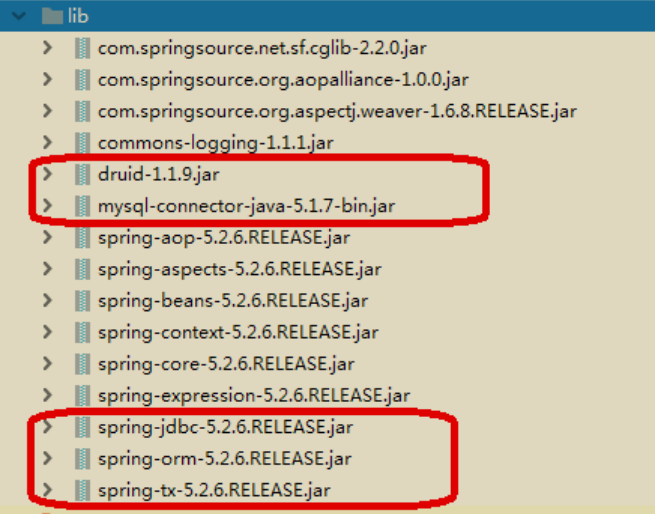 lib
com.springsource.net.sf.cglib-2.2.0.jar
com.springsource.org.aopalliance-1.0.0.jar
com.springsource.org.aspectj.weaver-1.6.8.RELEASE.jar
commons-logging-1.1.1.jar
druid-1.1.9.jar
mysql-connector-java-5.1.7-bin.jar
spring-aop-5.2.6.RELEASE.jar
spring-aspects-5.2.6.RELEASE.jar
spring-beans-5.2.6.RELEASE.jar
spring-context-5.2.6.RELEASE.jar
spring-core-5.2.6.RELEASE.jar
spring-expression-5.2.6.RELEASE.jar
spring-jdbc-5.2.6.RELEASE.jar
spring-orm-5.2.6.RELEASE.jar
spring-tx-5.2.6.RELEASE.jar